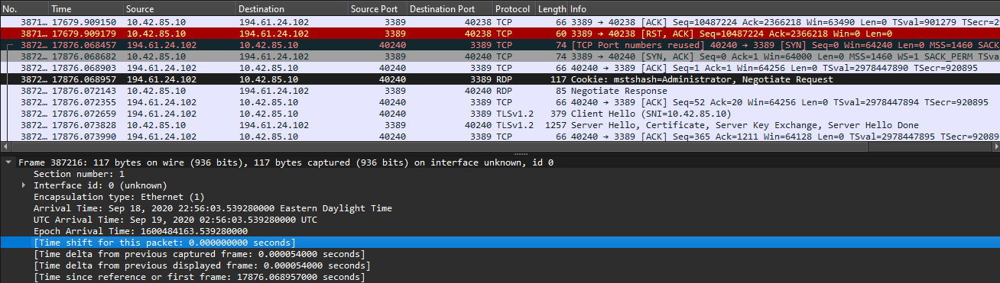 No. Time Source Destination Source Port Destination Port Protocol Length Info
3871… 17679.909150 10.42.85.10 194.61.24.102 3389 40238 TCP 66 3389 → 40238 [ACK] Seq=10487224 Ack=2366218 Win=63490 Len=0 TSval=901279 TSecr=29
3871… 17679.909179 10.42.85.10 194.61.24.102 3389 40238 TCP 60 3389 → 40238 [RST, ACK] Seq=10487224 Ack=2366218 Win=0 Len=0
3872… 17876.068457 194.61.24.102 10.42.85.10 40240 3389 TCP 74 [TCP Port numbers reused] 40240 → 3389 [SYN] Seq=0 Win=64240 Len=0 MSS=1460 SACK_
3872… 17876.068682 10.42.85.10 194.61.24.102 3389 40240 TCP 74 3389 → 40240 [SYN, ACK] Seq=0 Ack=1 Win=64000 Len=0 MSS=1460 WS=1 SACK_PERM TSva
3872… 17876.068903 194.61.24.102 10.42.85.10 40240 3389 TCP 66 40240 → 3389 [ACK] Seq=1 Ack=1 Win=64256 Len=0 TSval=2978447890 TSecr=920895
3872… 17876.068957 194.61.24.102 10.42.85.10 40240 3389 RDP 117 Cookie: mstshash=Administrator, Negotiate Request
3872… 17876.072143 10.42.85.10 194.61.24.102 3389 40240 RDP 85 Negotiate Response
3872… 17876.072355 194.61.24.102 10.42.85.10 40240 3389 TCP 66 40240 → 3389 [ACK] Seq=52 Ack=20 Win=64256 Len=0 TSval=2978447894 TSecr=920895
3872… 17876.072659 194.61.24.102 10.42.85.10 40240 3389 TLSv1.2 379 Client Hello (SNI=10.42.85.10)
3872… 17876.073828 10.42.85.10 194.61.24.102 3389 40240 TLSv1.2 1257 Server Hello, Certificate, Server Key Exchange, Server Hello Done
3872… 17876.073990 194.61.24.102 10.42.85.10 40240 3389 TCP 66 40240 → 3389 [ACK] Seq=365 Ack=1211 Win=64128 Len=0 TSval=2978447895 TSecr=92089
Frame 387216: 117 bytes on wire (936 bits), 117 bytes captured (936 bits) on interface unknown, id 0
Section number: 1
Interface id: 0 (unknown)
Encapsulation type: Ethernet (1)
Arrival Time: Sep 18, 2020 22:56:03.539280000 Eastern Daylight Time
UTC Arrival Time: Sep 19, 2020 02:56:03.539280000 UTC
Epoch Arrival Time: 1600484163.539280000
[Time shift for this packet: 0.000000000 seconds]
[Time delta from previous captured frame: 0.000054000 seconds]
[Time delta from previous displayed frame: 0.000054000 seconds]
[Time since reference or first frame: 17876.068957000 seconds]